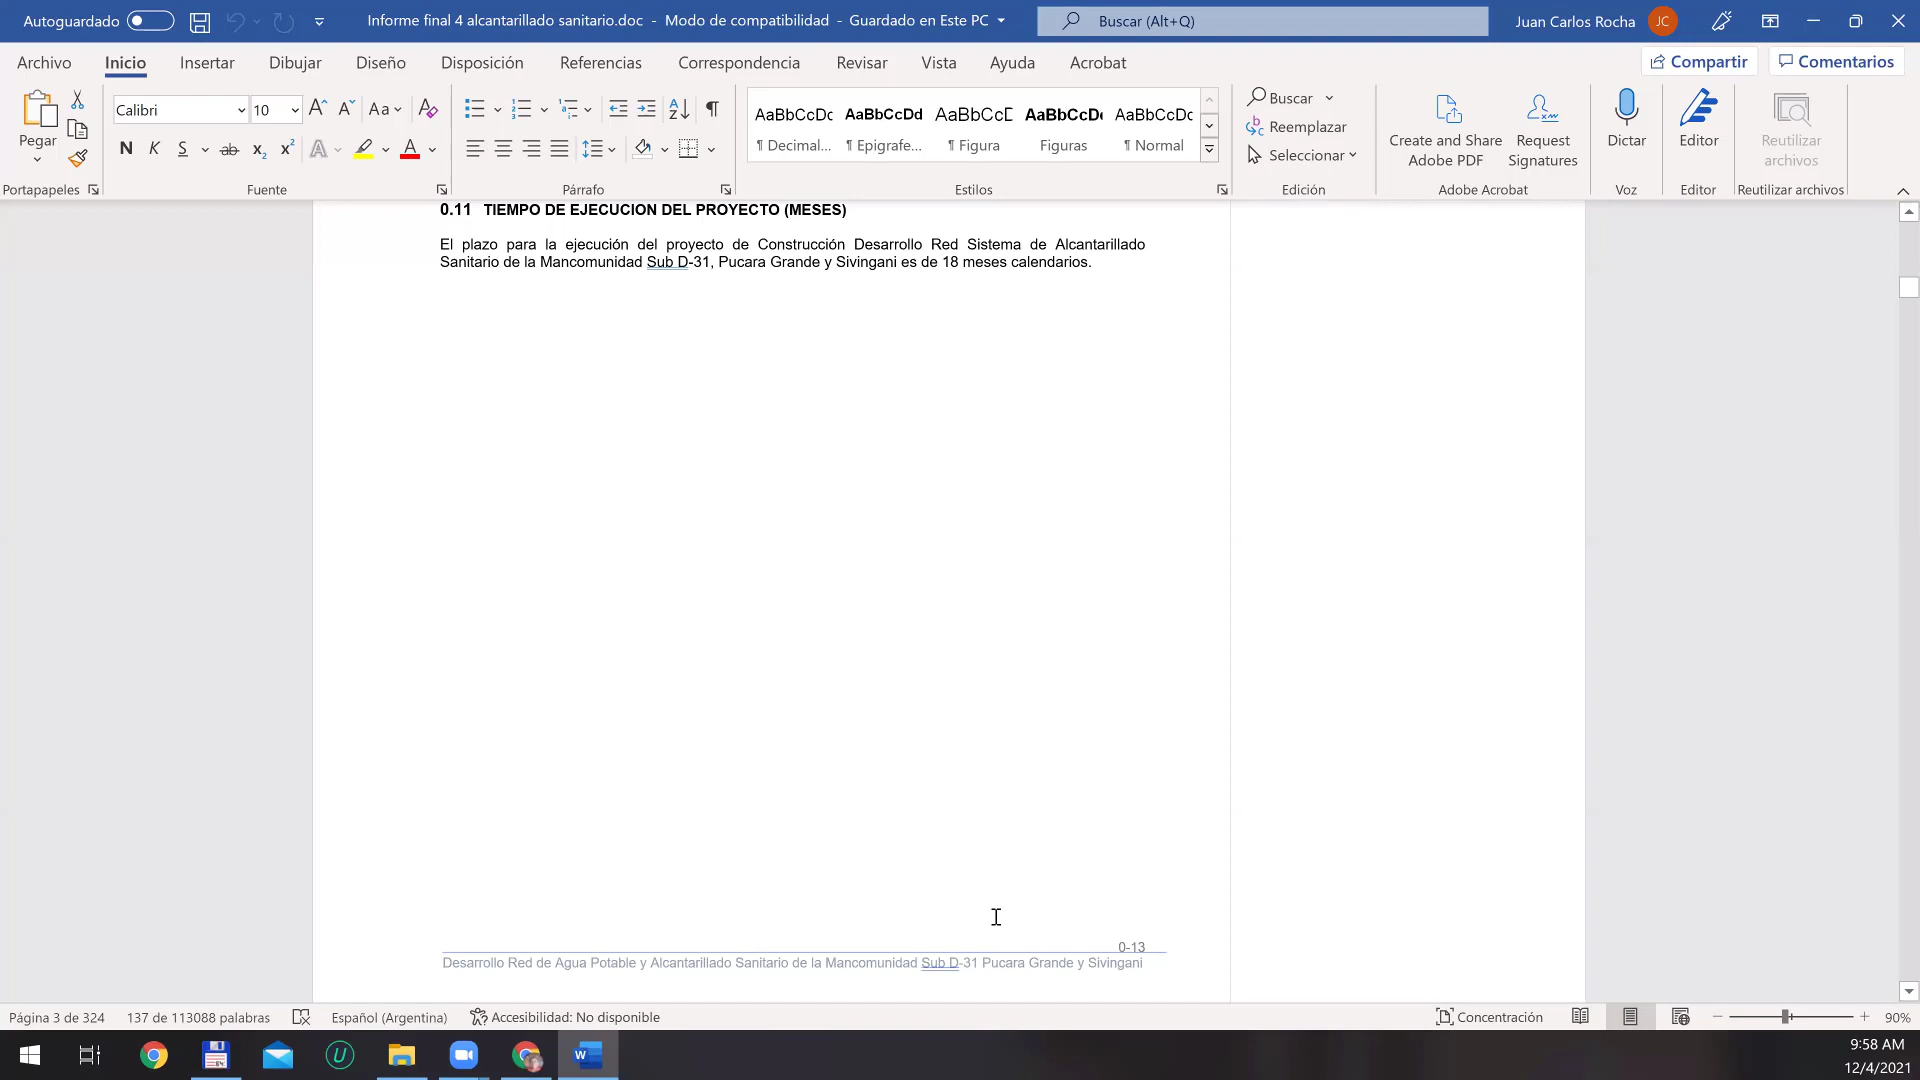 Autoguardado
Informe final 4 alcantarillado sanitario.doc - Modo de compatibilidad - Guardado en Este PC
Buscar (Alt+Q)
Juan Carlos Rocha JC
Archivo Inicio Insertar Dibujar Diseño Disposición Referencias Correspondencia Revisar Vista Ayuda Acrobat
Compartir Comentarios
Pegar
Portapapeles
Calibri 10
Aa
N K S ab x₂ x² A A
Fuente
Párrafo
AaBbCcDc AaBbCcDd AaBbCcD AaBbCcDc AaBbCcDc
¶ Decimal... ¶ Epigrafe... ¶ Figura Figuras ¶ Normal
Estilos
Buscar
Reemplazar
Seleccionar
Edición
Create and Share Adobe PDF
Request Signatures
Adobe Acrobat
Dictar
Voz
Editor
Editor
Reutilizar archivos
Reutilizar archivos
0.11 TIEMPO DE EJECUCION DEL PROYECTO (MESES)
El plazo para la ejecución del proyecto de Construcción Desarrollo Red Sistema de Alcantarillado
Sanitario de la Mancomunidad Sub D-31, Pucara Grande y Sivingani es de 18 meses calendarios.
0-13
Desarrollo Red de Agua Potable y Alcantarillado Sanitario de la Mancomunidad Sub D-31 Pucara Grande y Sivingani
Página 3 de 324 137 de 113088 palabras Español (Argentina) Accesibilidad: No disponible
Concentración
90%
9:58 AM
12/4/2021